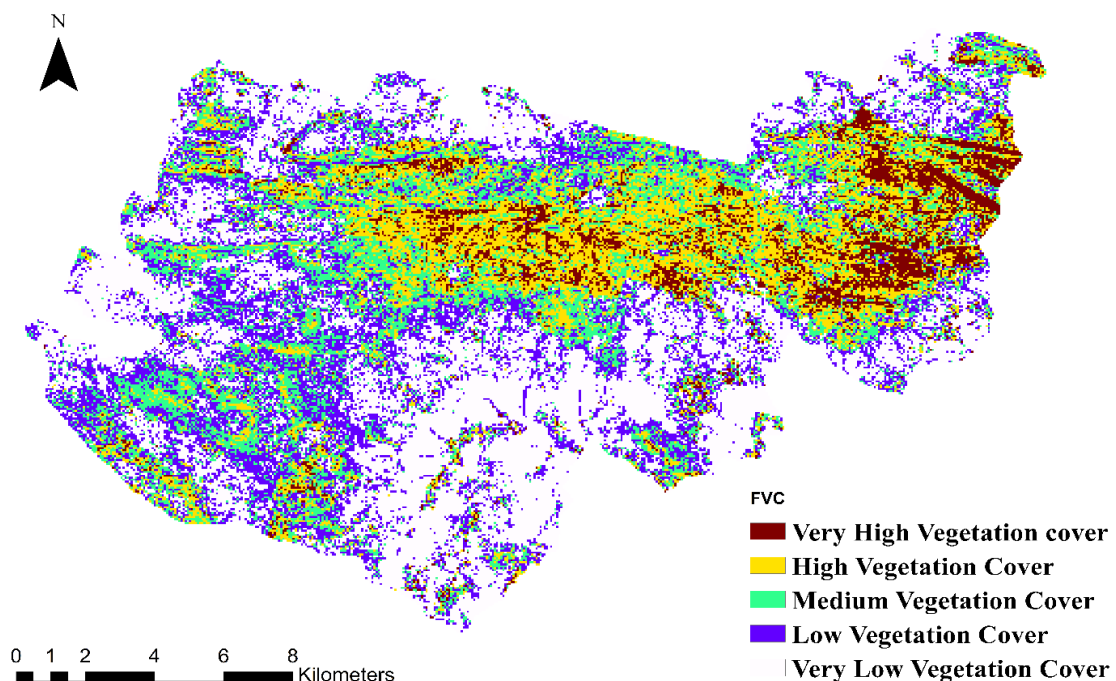 N
FVC
Very High Vegetation cover
High Vegetation Cover
Medium Vegetation Cover
Low Vegetation Cover
Very Low Vegetation Cover
0 1 2 4 6 8
Kilometers